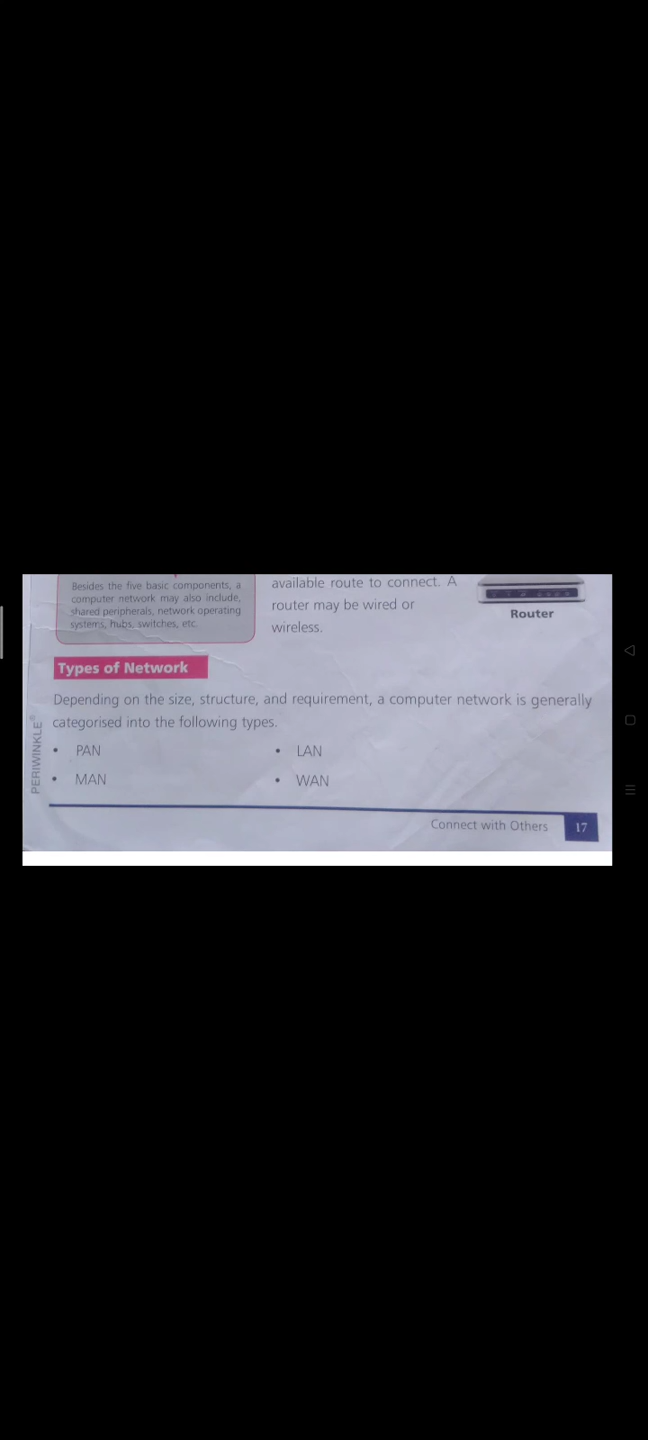 Besides the five basic components, a
computer network may also include,
shared peripherals, network operating
systems, hubs, switches, etc.
available route to connect. A
router may be wired or
wireless.
Router
Types of Network
Depending on the size, structure, and requirement, a computer network is generally
categorised into the following types.
• PAN
• LAN
• MAN
• WAN
PERIWINKLE®
Connect with Others 17